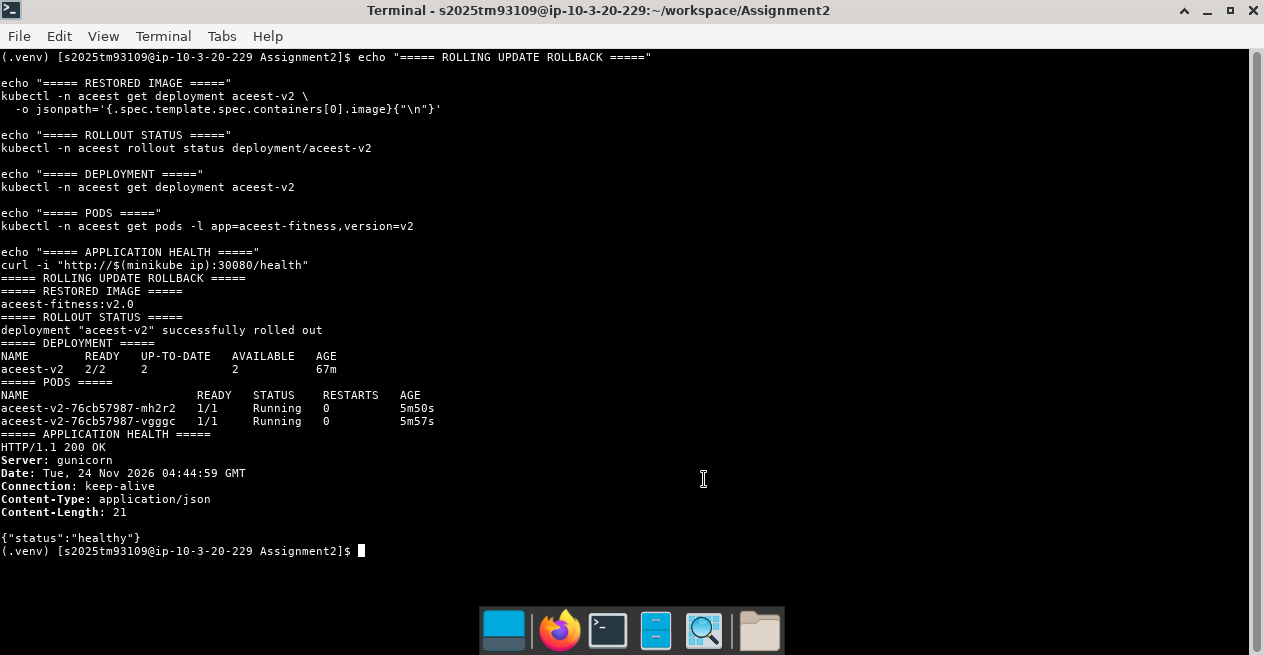 Terminal - s2025tm93109@ip-10-3-20-229:~/workspace/Assignment2
File Edit View Terminal Tabs Help
(.venv) [s2025tm93109@ip-10-3-20-229 Assignment2]$ echo "===== ROLLING UPDATE ROLLBACK ====="
echo "===== RESTORED IMAGE ====="
kubectl -n aceest get deployment aceest-v2 \
  -o jsonpath='{.spec.template.spec.containers[0].image}{"\n"}'
echo "===== ROLLOUT STATUS ====="
kubectl -n aceest rollout status deployment/aceest-v2
echo "===== DEPLOYMENT ====="
kubectl -n aceest get deployment aceest-v2
echo "===== PODS ====="
kubectl -n aceest get pods -l app=aceest-fitness,version=v2
echo "===== APPLICATION HEALTH ====="
curl -i "http://$(minikube ip):30080/health"
===== ROLLING UPDATE ROLLBACK =====
===== RESTORED IMAGE =====
aceest-fitness:v2.0
===== ROLLOUT STATUS =====
deployment "aceest-v2" successfully rolled out
===== DEPLOYMENT =====
NAME        READY   UP-TO-DATE   AVAILABLE   AGE
aceest-v2   2/2     2            2           67m
===== PODS =====
NAME                        READY   STATUS    RESTARTS   AGE
aceest-v2-76cb57987-mh2r2   1/1     Running   0          5m50s
aceest-v2-76cb57987-vgggc   1/1     Running   0          5m57s
===== APPLICATION HEALTH =====
HTTP/1.1 200 OK
Server: gunicorn
Date: Tue, 24 Nov 2026 04:44:59 GMT
Connection: keep-alive
Content-Type: application/json
Content-Length: 21
{"status":"healthy"}
(.venv) [s2025tm93109@ip-10-3-20-229 Assignment2]$